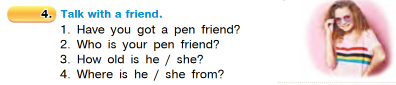 4. Talk with a friend.
1. Have you got a pen friend?
2. Who is your pen friend?
3. How old is he / she?
4. Where is he / she from?